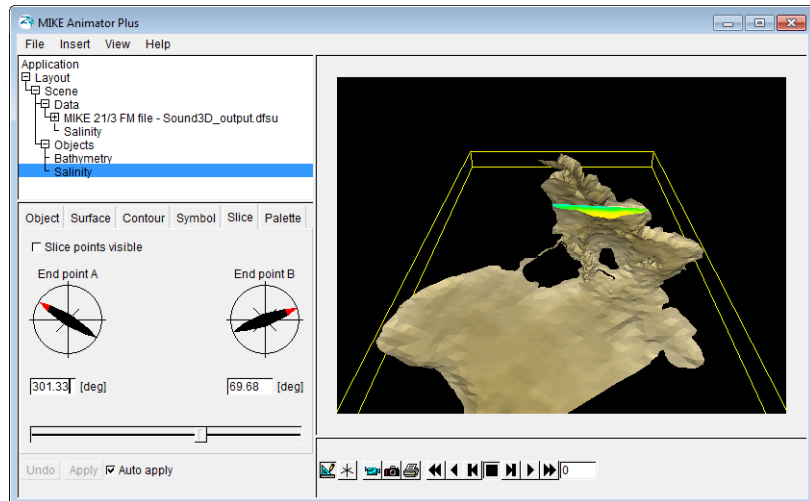 MIKE Animator Plus
File Insert View Help
Application
Layout
Scene
Data
MIKE 21/3 FM file - Sound3D_output.dfsu
Salinity
Objects
Bathymetry
Salinity
Object Surface Contour Symbol Slice Palette
Slice points visible
End point A End point B
301.33 [deg] 69.68 [deg]
Undo Apply Auto apply
0